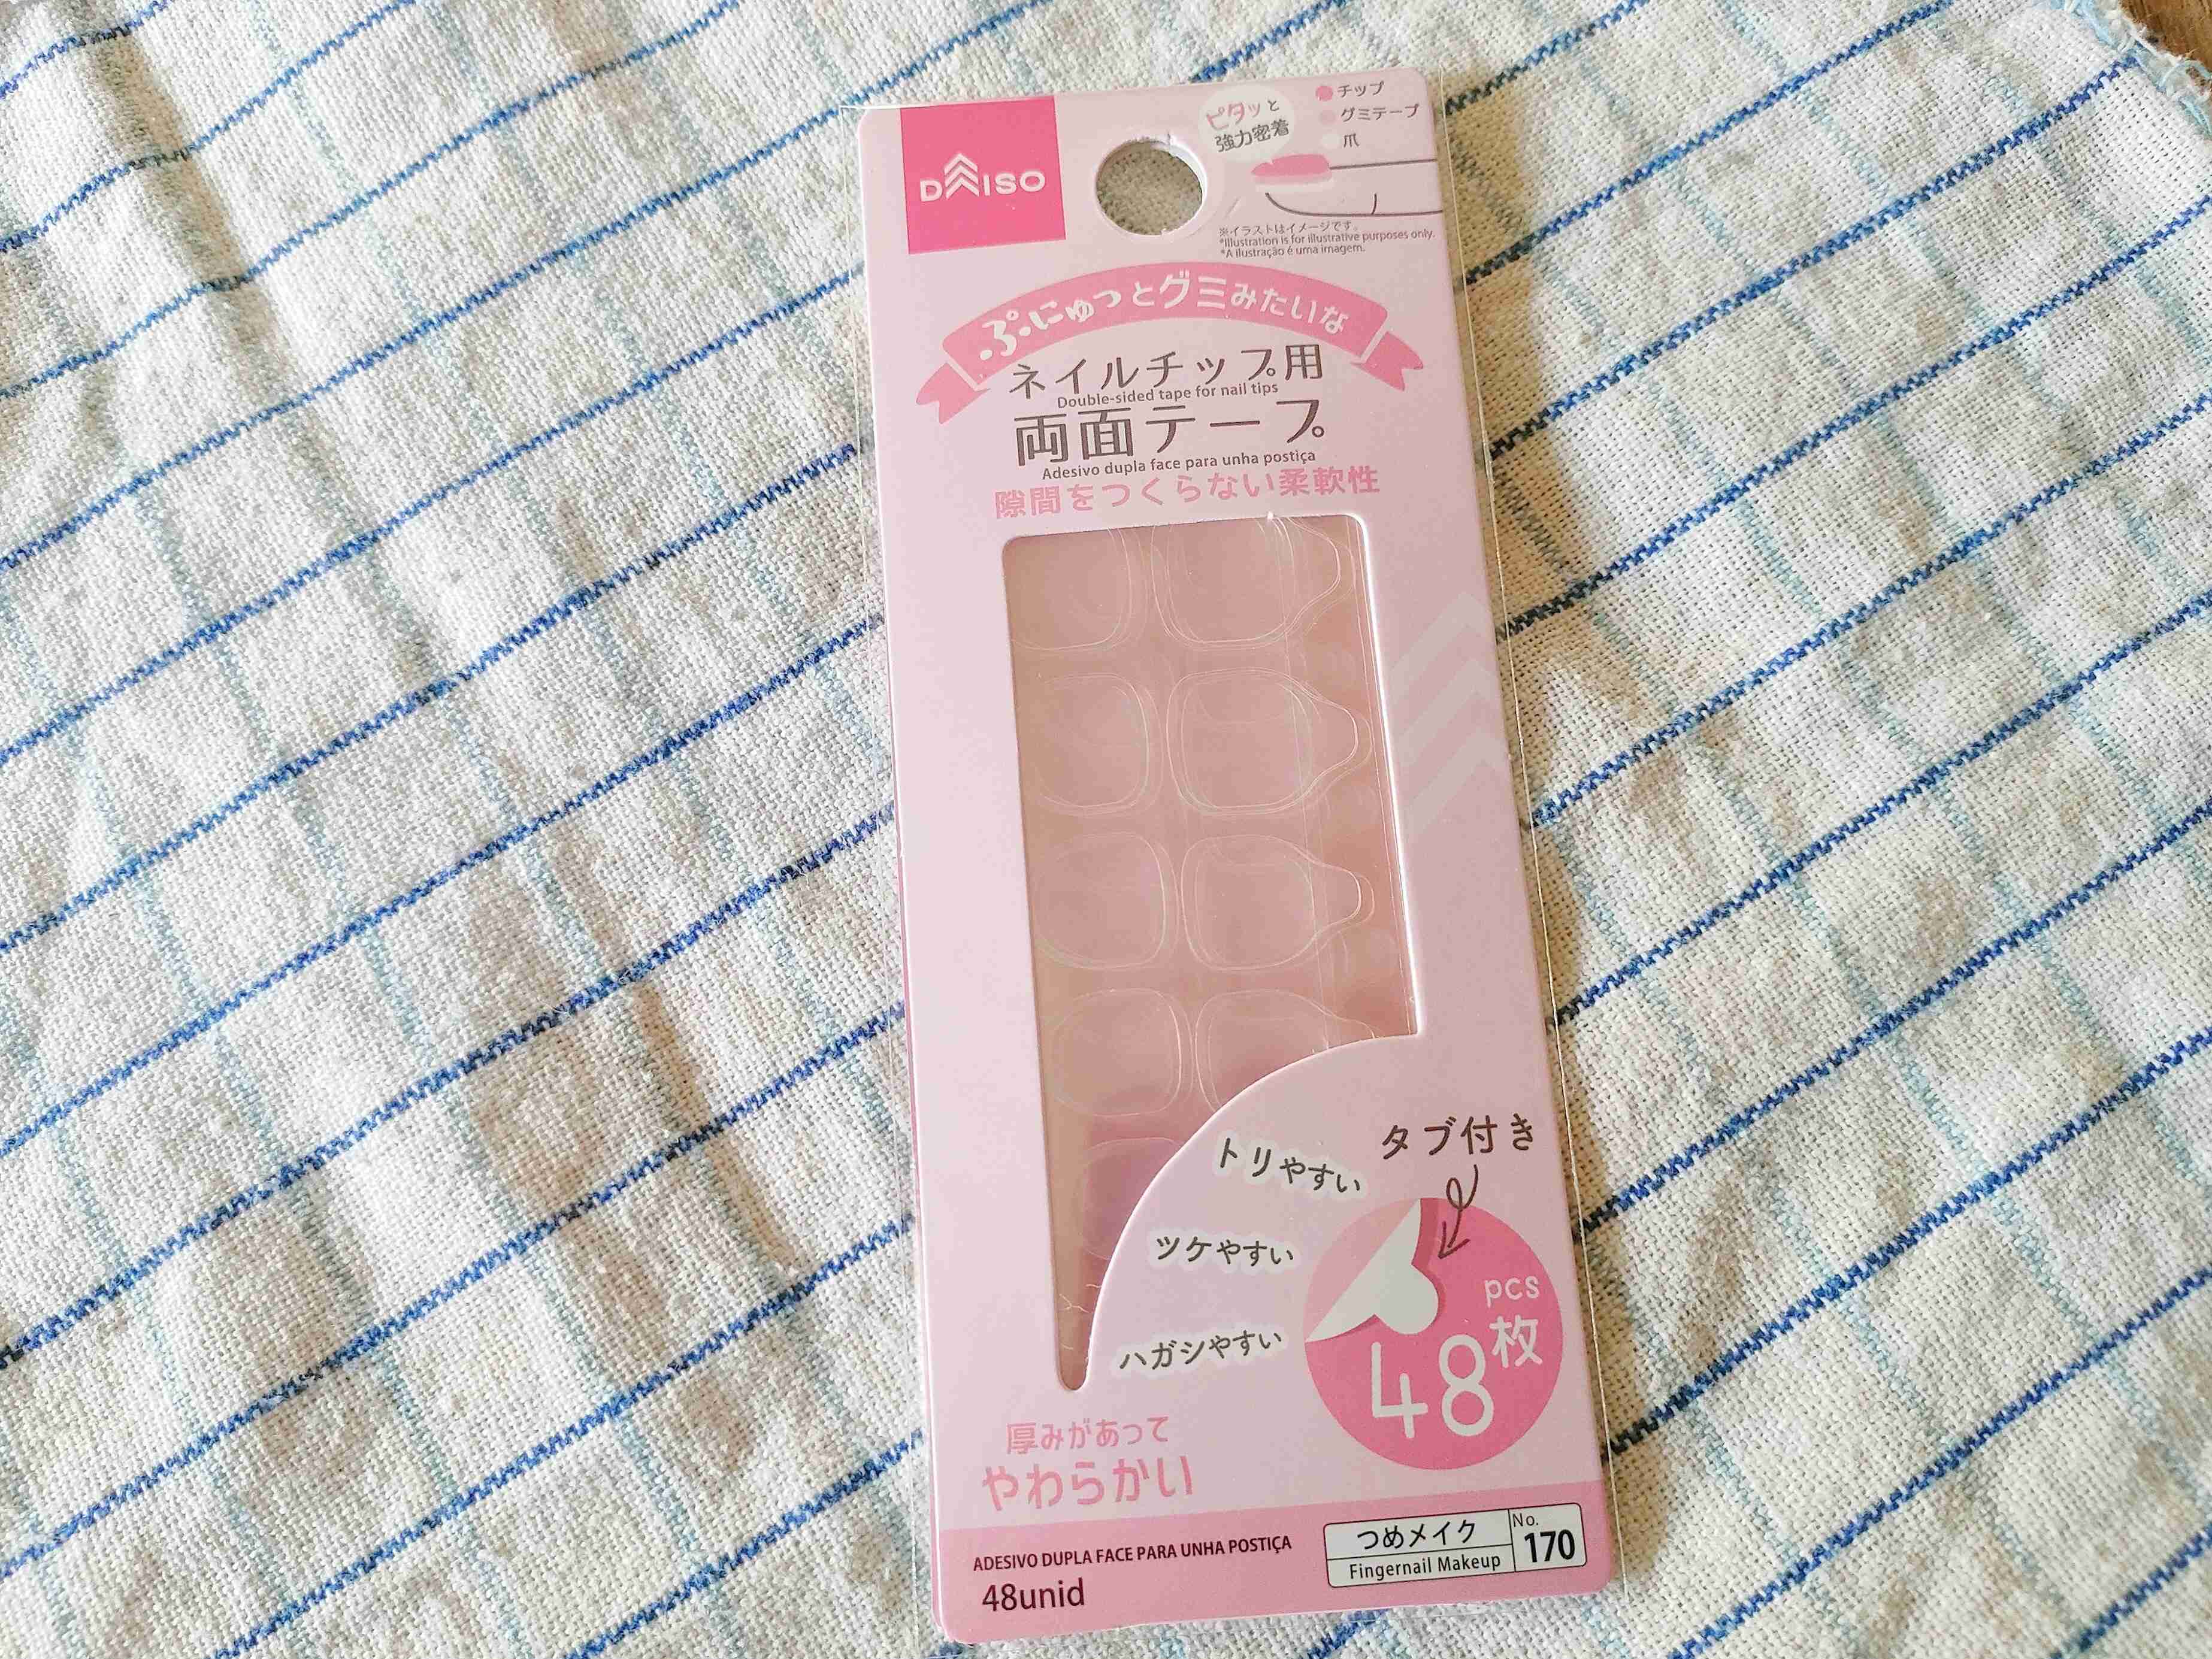 DAISO
ピタッと
強力密着
チップ
グミテープ
爪
※イラストはイメージです。
*Illustration is for illustrative purposes only.
*A ilustração é uma imagem.
ぷにゅっとグミみたいな
ネイルチップ用
Double-sided tape for nail tips
両面テープ
Adesivo dupla face para unha postiça
隙間をつくらない柔軟性
タブ付き
トリやすい
ツケやすい
ハガシやすい
pcs
48枚
厚みがあって
やわらかい
ADESIVO DUPLA FACE PARA UNHA POSTIÇA
48unid
つめメイク
Fingernail Makeup
No.
170